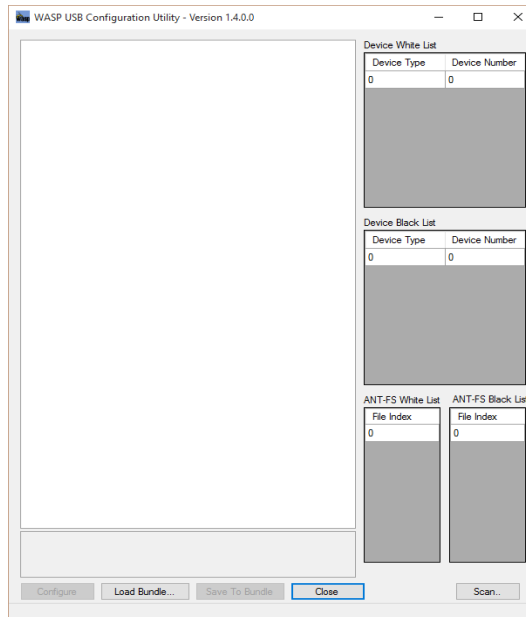 WASP USB Configuration Utility - Version 1.4.0.0
Device White List
Device Type Device Number
0 0
Device Black List
Device Type Device Number
0 0
ANT-FS White List ANT-FS Black List
File Index File Index
0 0
Configure Load Bundle... Save To Bundle Close Scan..